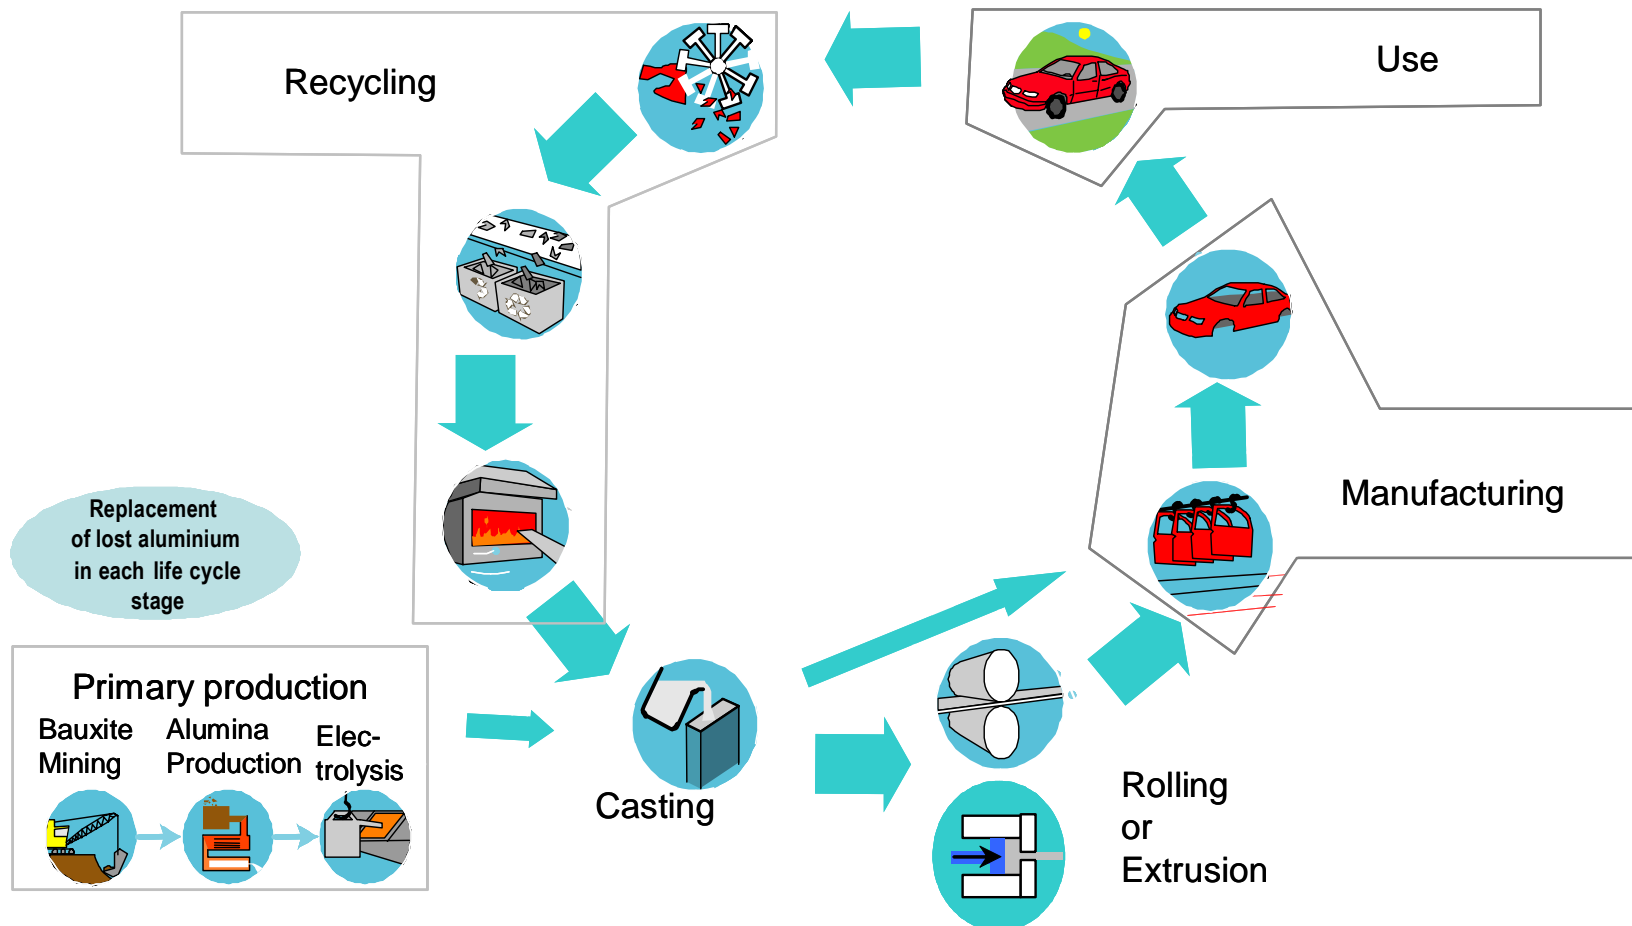 Recycling
Use
Manufacturing
Replacement
of lost aluminium
in each life cycle
stage
Primary production
Bauxite
Mining
Alumina
Production
Elec-
trolysis
Casting
Rolling
or
Extrusion